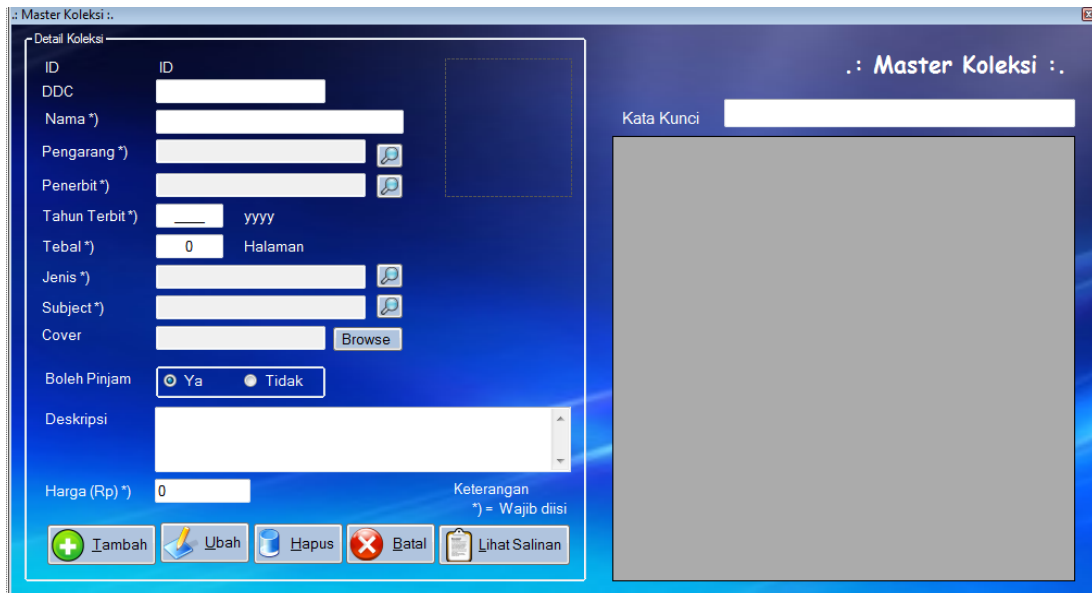 .: Master Koleksi :.
Detail Koleksi
ID ID
DDC
Nama *)
Pengarang *)
Penerbit *)
Tahun Terbit *) ____ yyyy
Tebal *) 0 Halaman
Jenis *)
Subject *)
Cover Browse
Boleh Pinjam Ya Tidak
Deskripsi
Harga (Rp) *) 0
Keterangan
*) = Wajib diisi
Tambah Ubah Hapus Batal Lihat Salinan
.: Master Koleksi :.
Kata Kunci